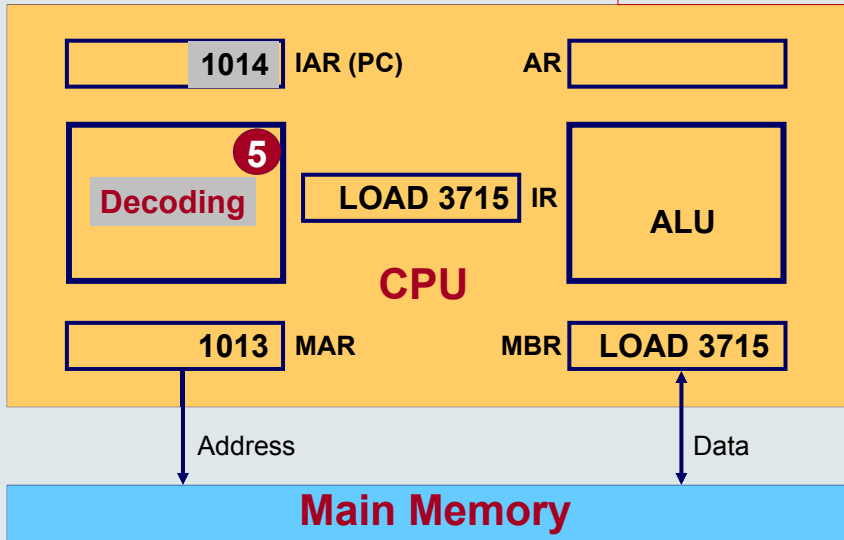 1014 IAR (PC) AR
5
Decoding LOAD 3715 IR ALU
CPU
1013 MAR MBR LOAD 3715
Address Data
Main Memory